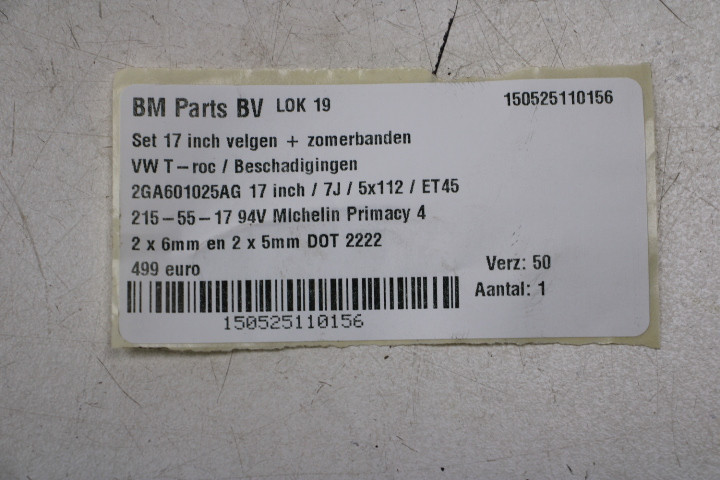 BM Parts BV LOK 19 150525110156
Set 17 inch velgen + zomerbanden
VW T-roc / Beschadigingen
2GA601025AG 17 inch / 7J / 5x112 / ET45
215-55-17 94V Michelin Primacy 4
2 x 6mm en 2 x 5mm DOT 2222
499 euro Verz: 50
Aantal: 1
150525110156